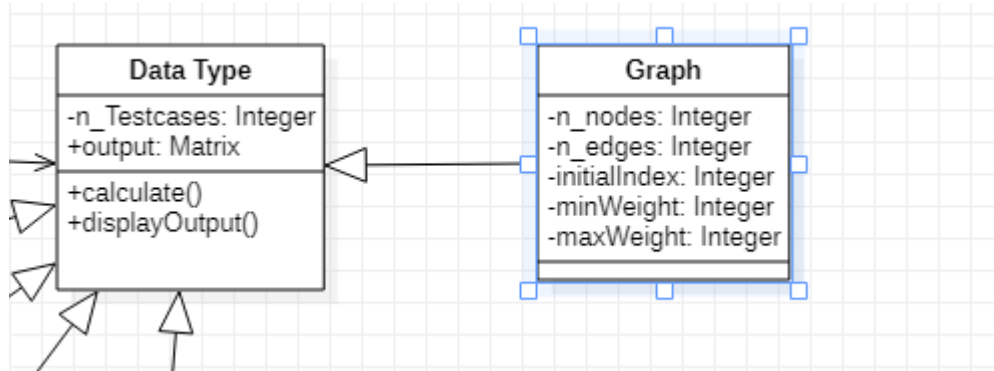 Data Type
-n_Testcases: Integer
+output: Matrix
+calculate()
+displayOutput()
Graph
-n_nodes: Integer
-n_edges: Integer
-initialIndex: Integer
-minWeight: Integer
-maxWeight: Integer